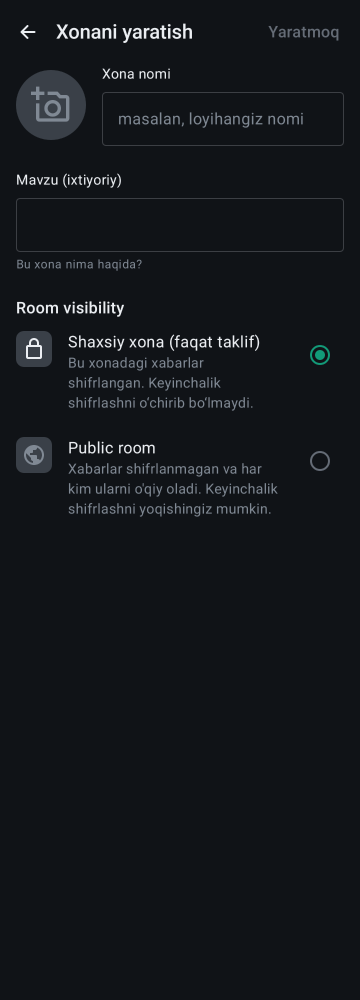 Xonani yaratish
Yaratmoq
Xona nomi
masalan, loyihangiz nomi
Mavzu (ixtiyoriy)
Bu xona nima haqida?
Room visibility
Shaxsiy xona (faqat taklif)
Bu xonadagi xabarlar
shifrlangan. Keyinchalik
shifrlashni o'chirib bo‘lmaydi.
Public room
Xabarlar shifrlanmagan va har
kim ularni o'qiy oladi. Keyinchalik
shifrlashni yoqishingiz mumkin.